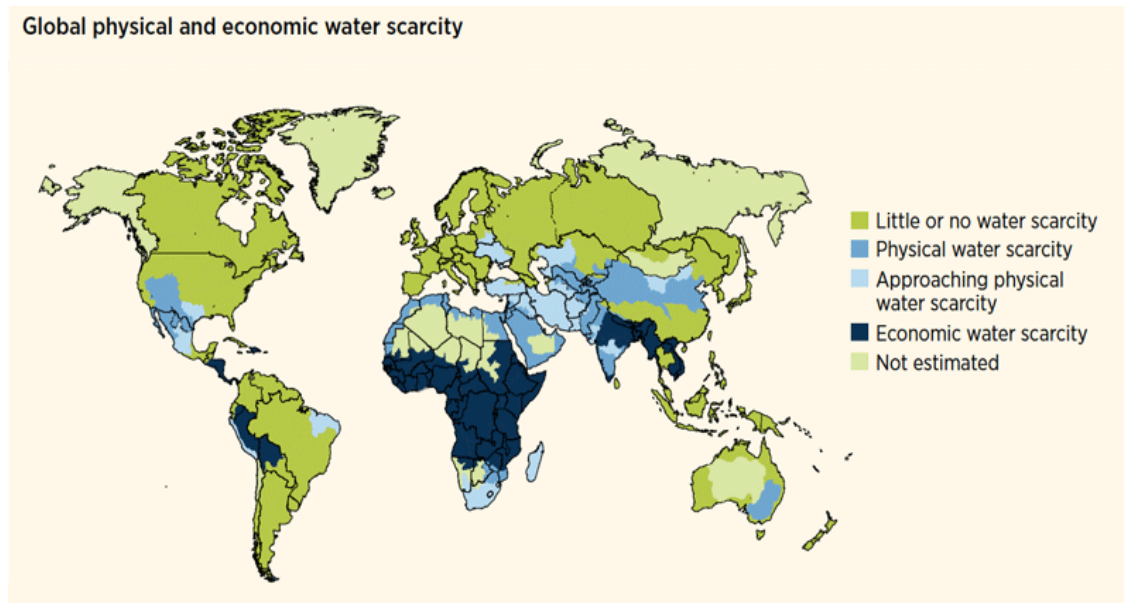 Global physical and economic water scarcity
Little or no water scarcity
Physical water scarcity
Approaching physical
water scarcity
Economic water scarcity
Not estimated